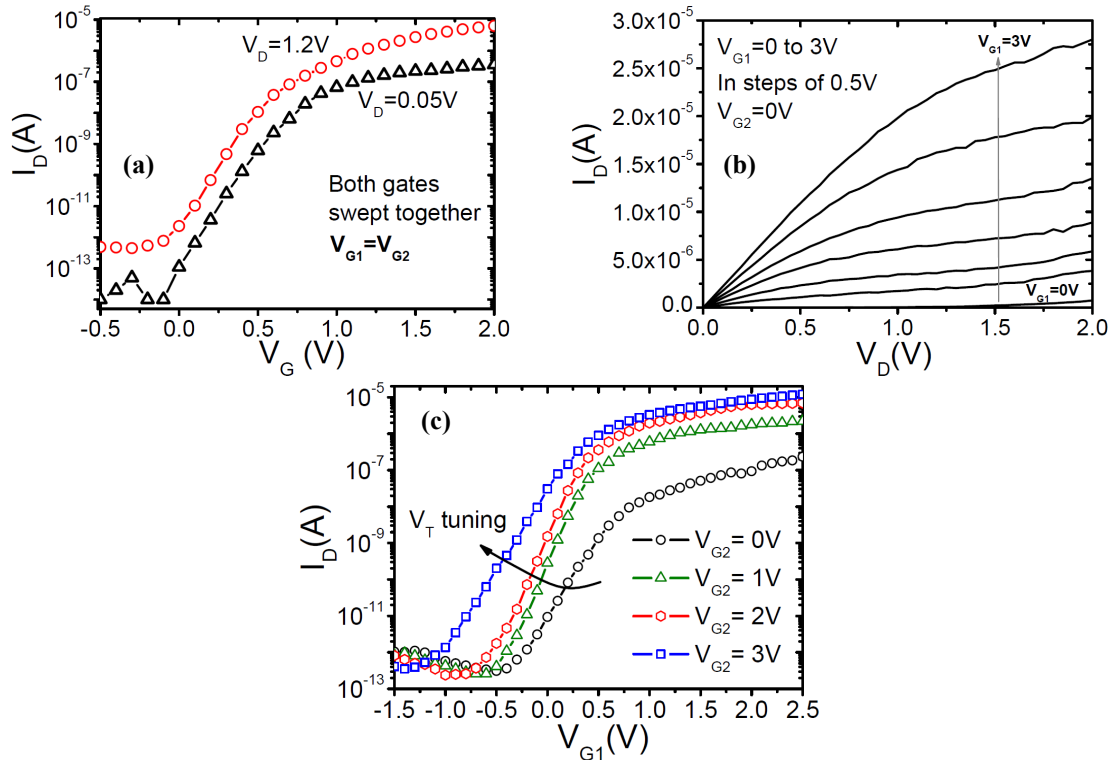 10^-5
10^-7
10^-9
10^-11
10^-13
I_D(A)
V_D=1.2V
V_D=0.05V
(a)
Both gates
swept together
V_G1=V_G2
-0.5 0.0 0.5 1.0 1.5 2.0
V_G (V)
3.0x10^-5
2.5x10^-5
2.0x10^-5
1.5x10^-5
1.0x10^-5
5.0x10^-6
0.0
I_D(A)
V_G1=0 to 3V
In steps of 0.5V
V_G2=0V
(b)
V_G1=3V
V_G1=0V
0.0 0.5 1.0 1.5 2.0
V_D(V)
10^-5
10^-7
10^-9
10^-11
10^-13
I_D(A)
(c)
V_T tuning
V_G2= 0V
V_G2= 1V
V_G2= 2V
V_G2= 3V
-1.5 -1.0 -0.5 0.0 0.5 1.0 1.5 2.0 2.5
V_G1(V)